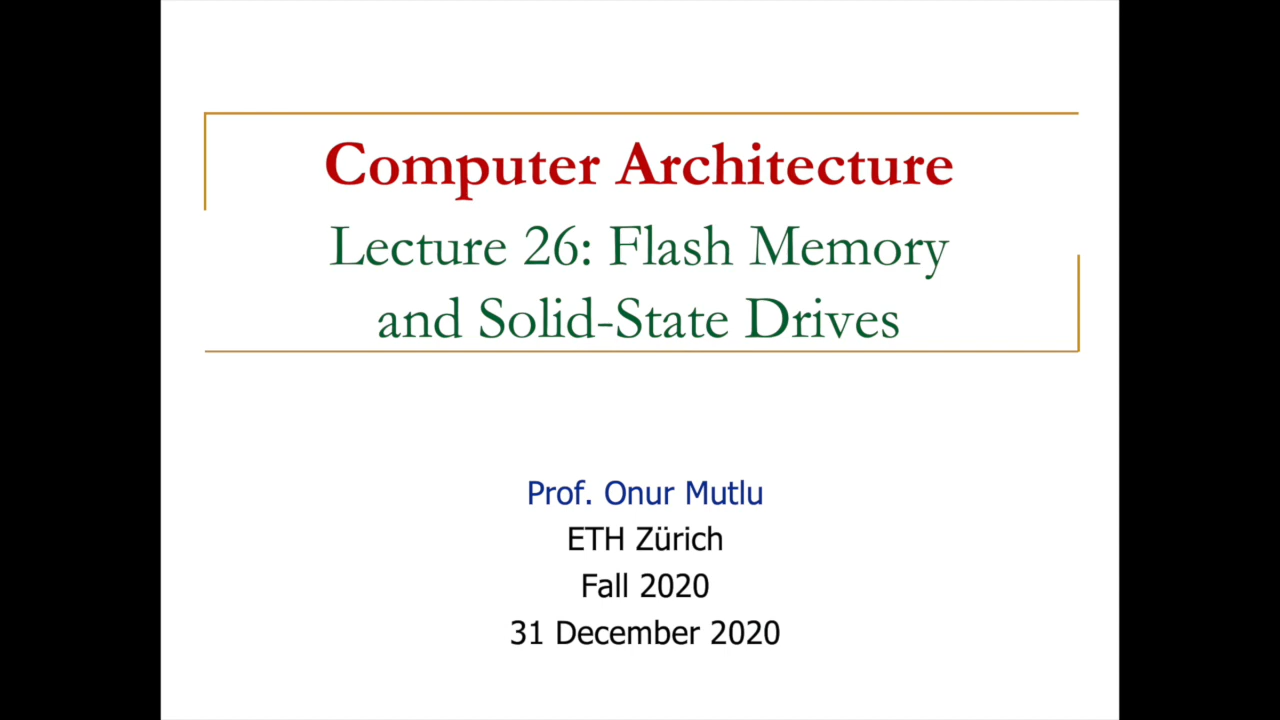 Computer Architecture
Lecture 26: Flash Memory
and Solid-State Drives
Prof. Onur Mutlu
ETH Zürich
Fall 2020
31 December 2020